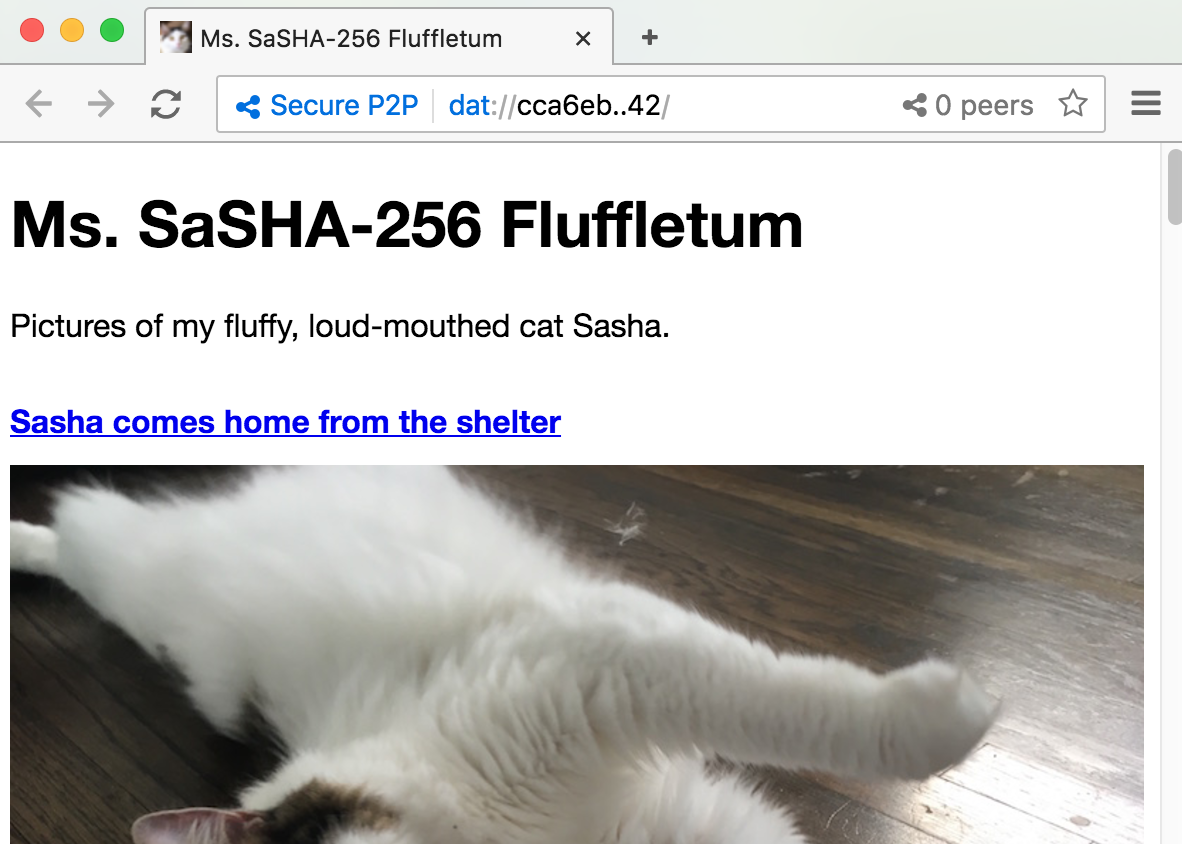 Ms. SaSHA-256 Fluffletum
Secure P2P dat://cca6eb..42/ 0 peers
Ms. SaSHA-256 Fluffletum
Pictures of my fluffy, loud-mouthed cat Sasha.
Sasha comes home from the shelter